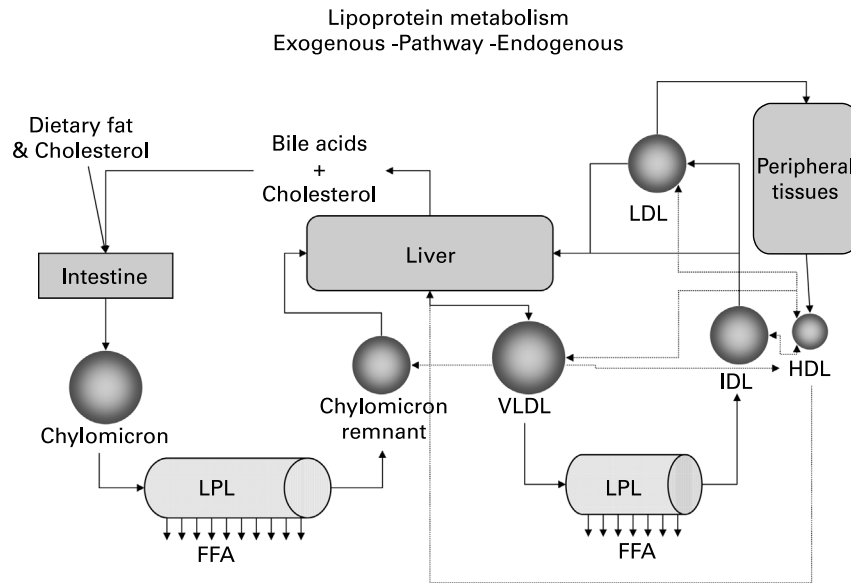 Lipoprotein metabolism
Exogenous -Pathway -Endogenous
Dietary fat
& Cholesterol
Bile acids
+
Cholesterol
Peripheral
tissues
LDL
Intestine
Liver
Chylomicron
Chylomicron
remnant
VLDL
IDL
HDL
LPL
FFA
LPL
FFA